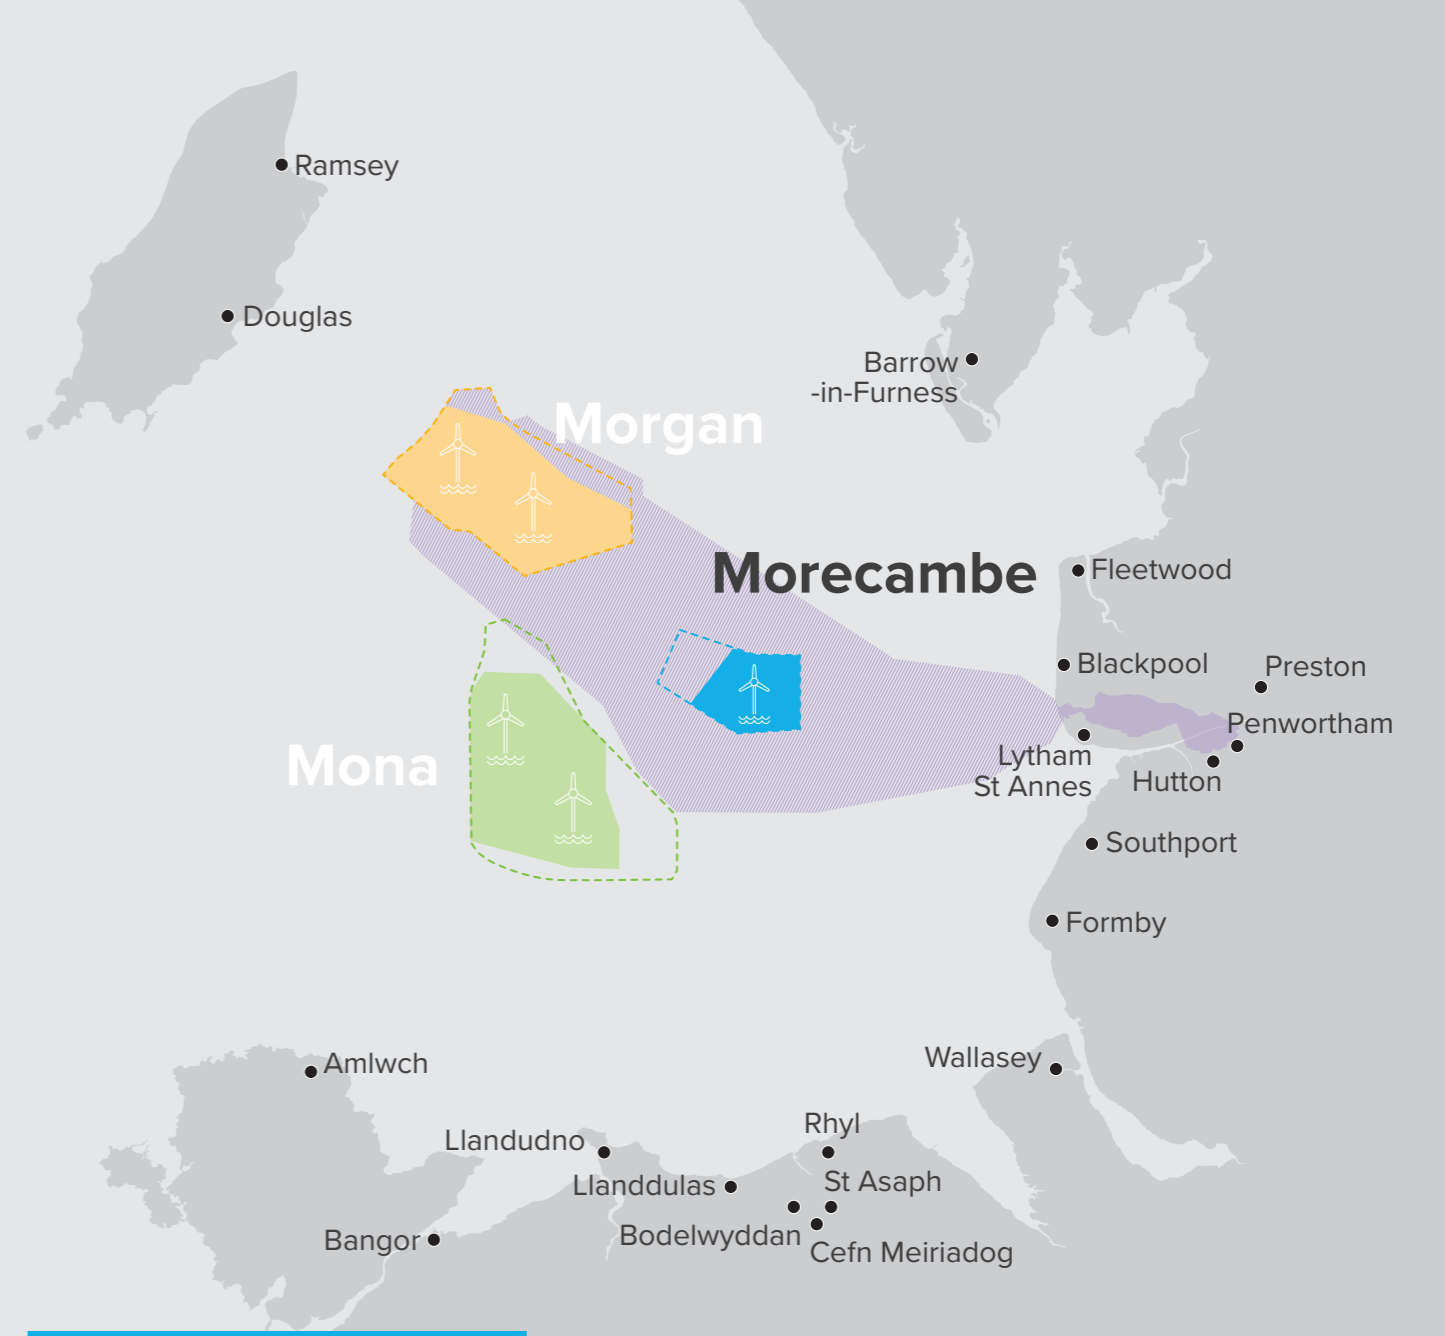 Ramsey
Douglas
Barrow
-in-Furness
Morgan
Morecambe
Fleetwood
Blackpool
Preston
Penwortham
Lytham
St Annes
Hutton
Mona
Southport
Formby
Wallasey
Amlwch
Rhyl
Llandudno
St Asaph
Llanddulas
Bodelwyddan
Bangor
Cefn Meiriadog